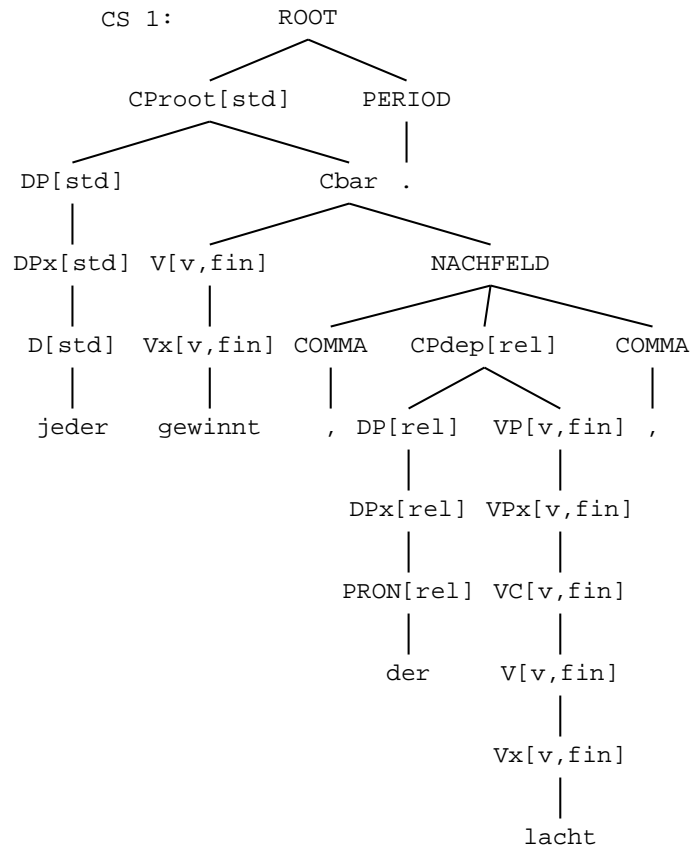 CS 1: ROOT
CProot[std] PERIOD
DP[std] Cbar .
DPx[std] V[v,fin] NACHFELD
D[std] Vx[v,fin] COMMA CPdep[rel] COMMA
jeder gewinnt , DP[rel] VP[v,fin] ,
DPx[rel] VPx[v,fin]
PRON[rel] VC[v,fin]
der V[v,fin]
Vx[v,fin]
lacht